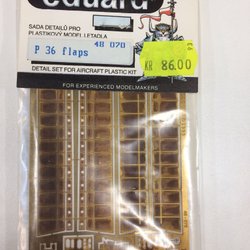 eduard
SADA DETAILŮ PRO
PLASTIKOVÝ MODEL LETADLA
48 070
P 36 flaps
KR 86.00
DETAIL SET FOR AIRCRAFT PLASTIC KIT
FOR EXPERIENCED MODELMAKERS